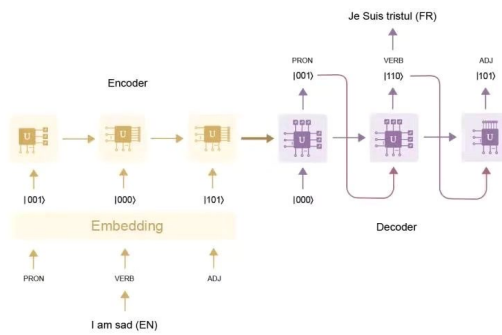 Je Suis tristul (FR)
PRON VERB ADJ
|001⟩ |110⟩ |101⟩
Encoder
U U U U U U
|001⟩ |000⟩ |101⟩ |000⟩
Embedding
Decoder
PRON VERB ADJ
I am sad (EN)